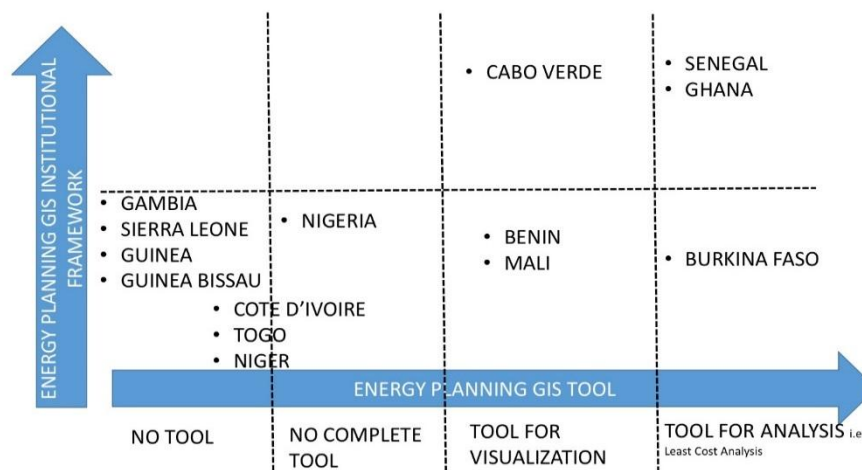 ENERGY PLANNING GIS INSTITUTIONAL
FRAMEWORK
• CABO VERDE
• SENEGAL
• GHANA
• GAMBIA
• SIERRA LEONE
• GUINEA
• GUINEA BISSAU
• COTE D’IVOIRE
• TOGO
• NIGER
• NIGERIA
• BENIN
• MALI
• BURKINA FASO
ENERGY PLANNING GIS TOOL
NO TOOL
NO COMPLETE
TOOL
TOOL FOR
VISUALIZATION
TOOL FOR ANALYSIS i.e
Least Cost Analysis